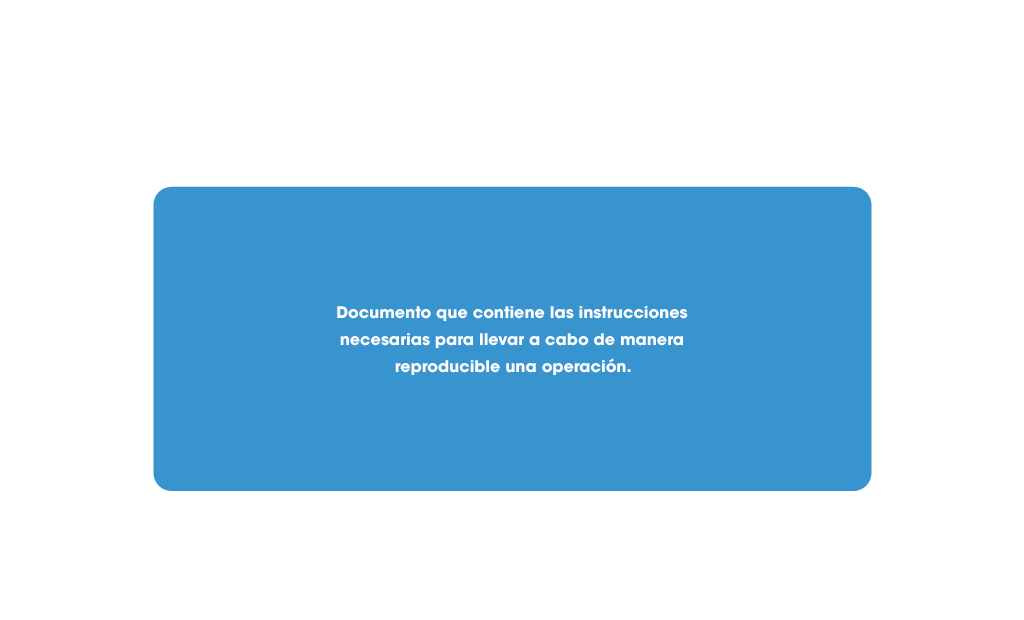 Documento que contiene las instrucciones
necesarias para llevar a cabo de manera
reproducible una operación.